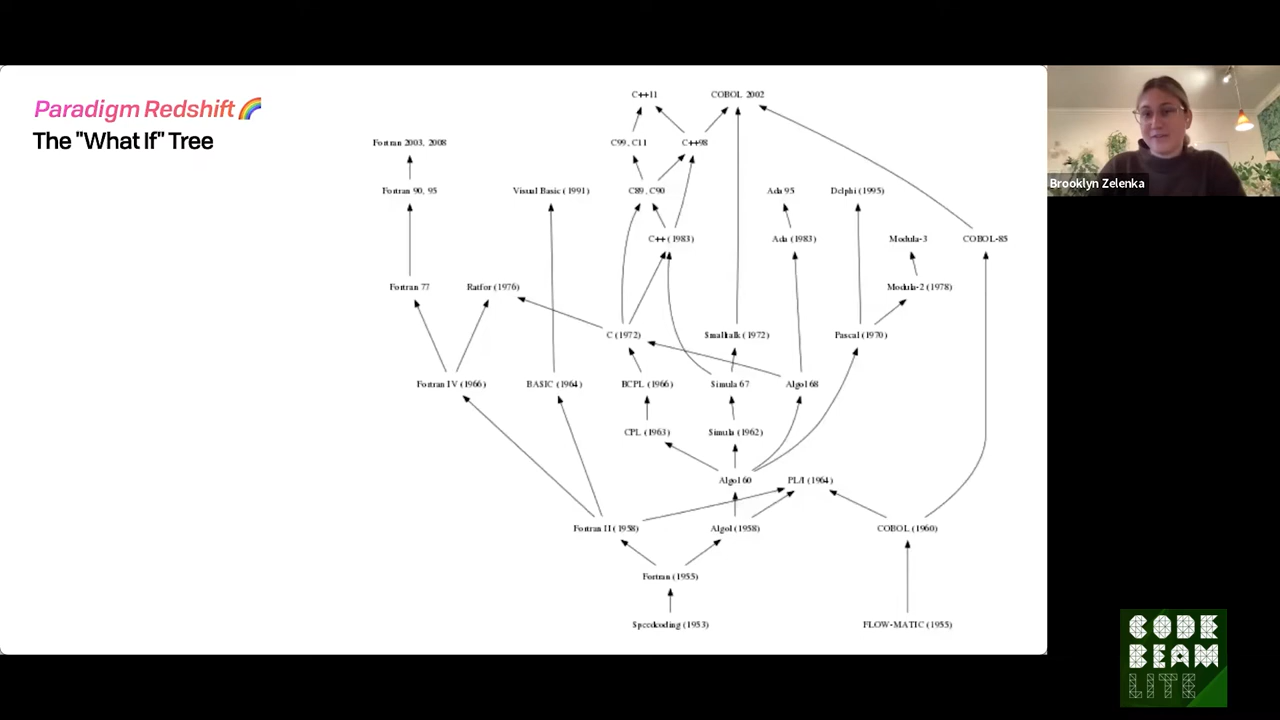 Paradigm Redshift🌈
The "What If" Tree
C++11
COBOL 2002
Fortran 2003, 2008
C99, C11
C++98
Fortran 90, 95
Visual Basic (1991)
C89, C90
Ada 95
Delphi (1995)
C++ (1983)
Ada (1983)
Modula-3
COBOL-85
Fortran 77
Ratfor (1976)
Modula-2 (1978)
C (1972)
Smalltalk (1972)
Pascal (1970)
Fortran IV (1966)
BASIC (1964)
BCPL (1966)
Simula 67
Algol 68
CPL (1963)
Simula (1962)
Algol 60
PL/I (1964)
Fortran II (1958)
Algol (1958)
COBOL (1960)
Fortran (1955)
Speedcoding (1953)
FLOW-MATIC (1955)
Brooklyn Zelenka
CODE
BEAM
LITE